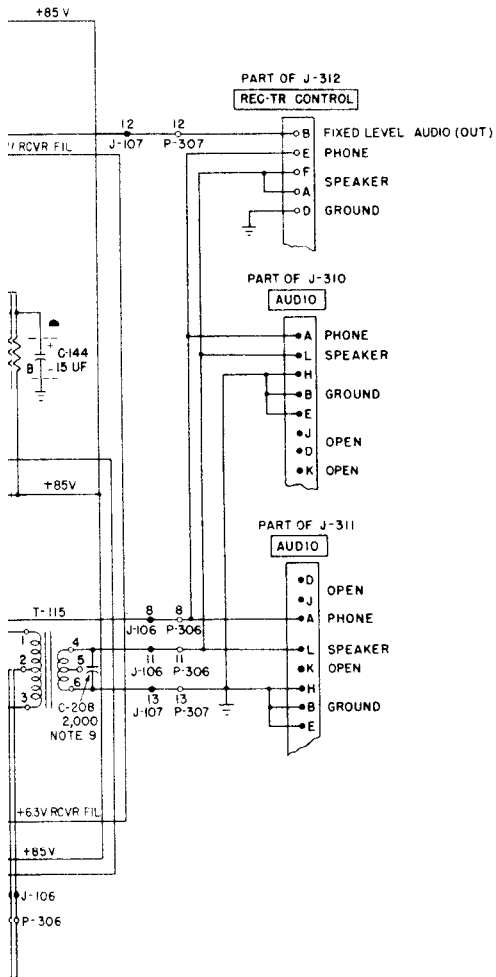 +85 V
PART OF J-312
REC-TR CONTROL
12 12
J-107 P-307
B FIXED LEVEL AUDIO (OUT)
RCVR FIL
E PHONE
F
SPEAKER
A
D GROUND
PART OF J-310
AUDIO
A PHONE
L SPEAKER
H
B GROUND
E
J
OPEN
D
K OPEN
+
C-144
15 UF
B
-
+85V
PART OF J-311
AUDIO
D
OPEN
J
A PHONE
L SPEAKER
K OPEN
H
B GROUND
E
T-115
8 8
J-106 P-306
1
4
2
5
3
6
11 11
J-106 P-306
13 13
J-107 P-307
C-208
2,000
NOTE 9
+63V RCVR FIL
+85V
J-106
P-306